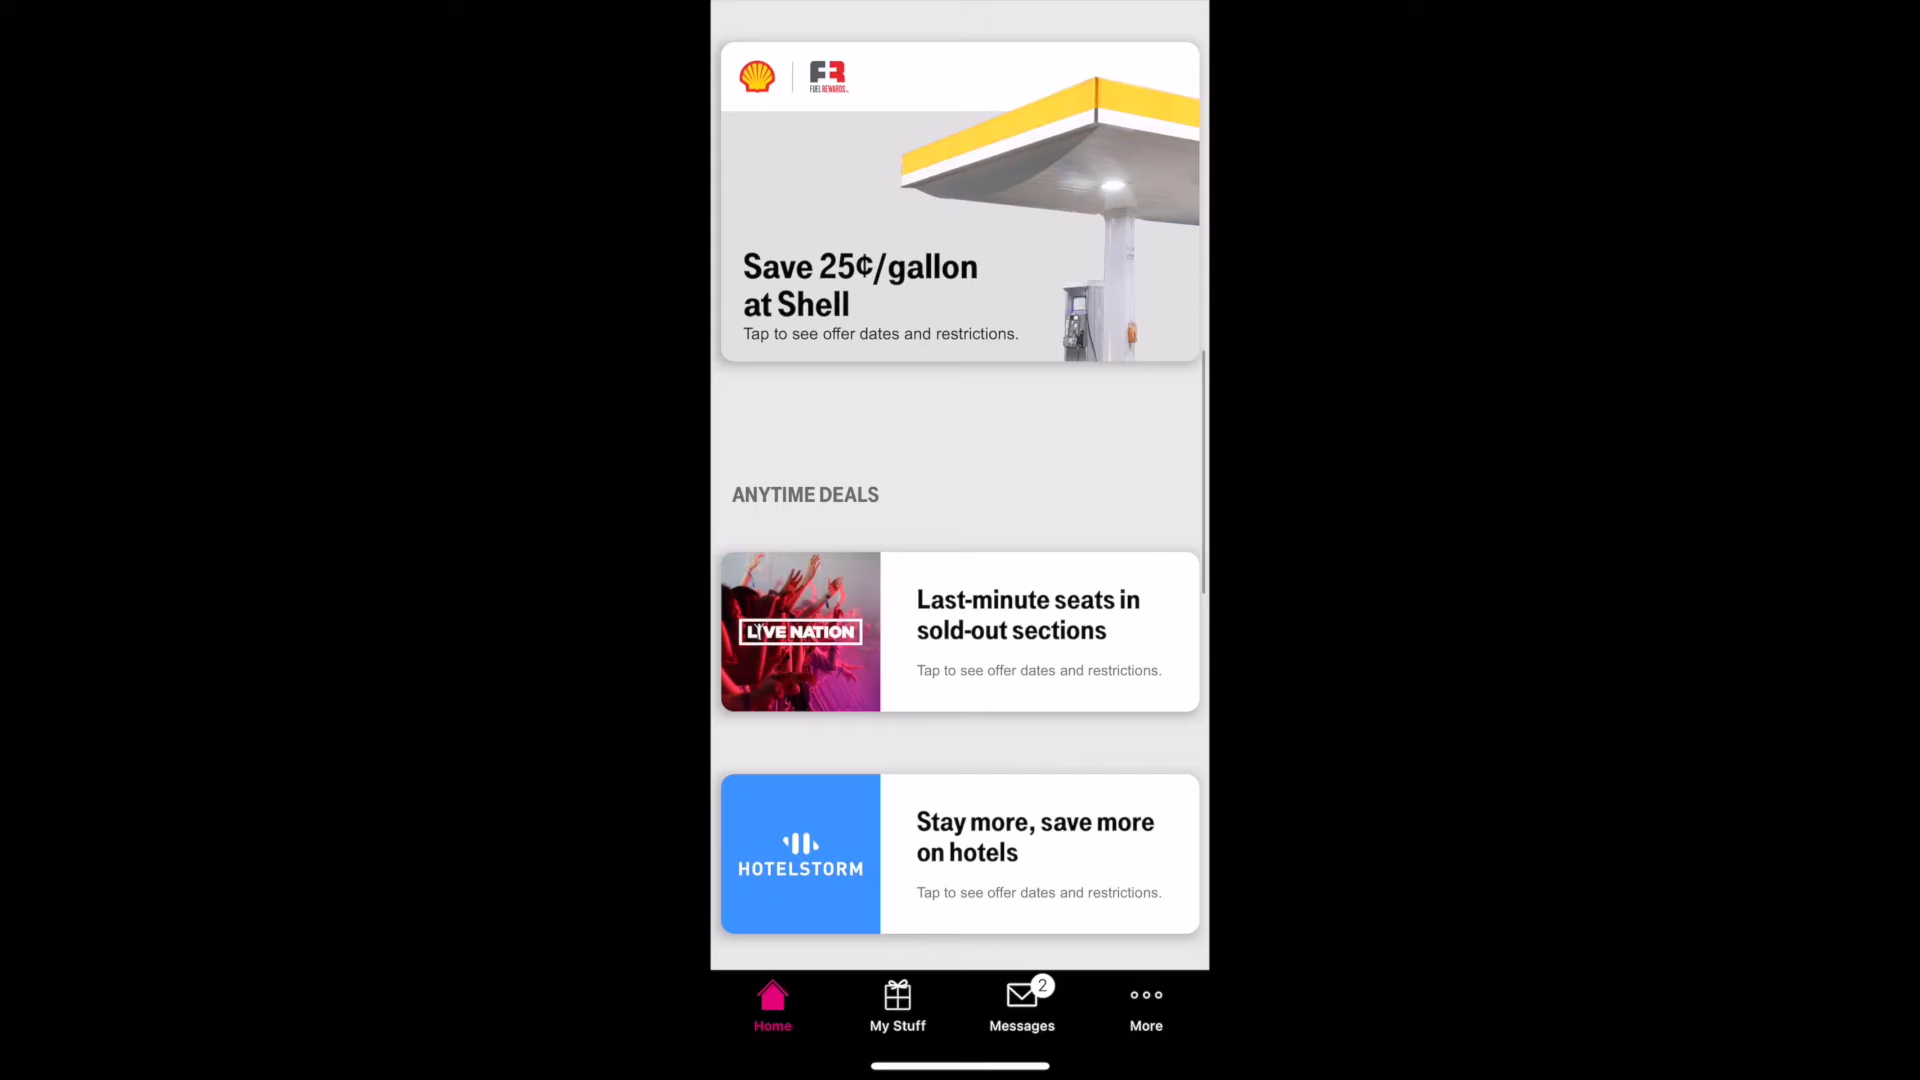 FUEL REWARDS
Save 25¢/gallon
at Shell
Tap to see offer dates and restrictions.
ANYTIME DEALS
LIVE NATION
Last-minute seats in
sold-out sections
Tap to see offer dates and restrictions.
HOTELSTORM
Stay more, save more
on hotels
Tap to see offer dates and restrictions.
2
Home
My Stuff
Messages
More